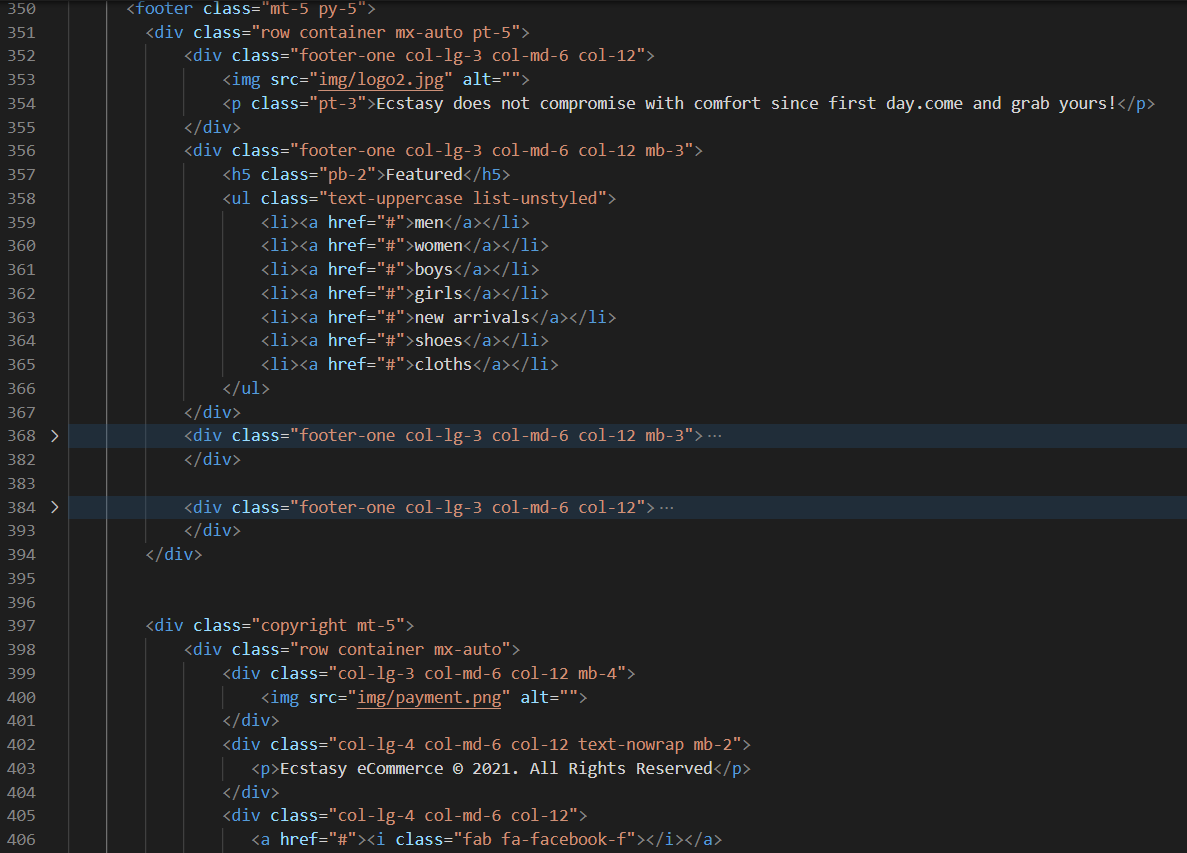 350 <footer class="mt-5 py-5">
351 <div class="row container mx-auto pt-5">
352 <div class="footer-one col-lg-3 col-md-6 col-12">
353 <img src="img/logo2.jpg" alt="">
354 <p class="pt-3">Ecstasy does not compromise with comfort since first day.come and grab yours!</p>
355 </div>
356 <div class="footer-one col-lg-3 col-md-6 col-12 mb-3">
357 <h5 class="pb-2">Featured</h5>
358 <ul class="text-uppercase list-unstyled">
359 <li><a href="#">men</a></li>
360 <li><a href="#">women</a></li>
361 <li><a href="#">boys</a></li>
362 <li><a href="#">girls</a></li>
363 <li><a href="#">new arrivals</a></li>
364 <li><a href="#">shoes</a></li>
365 <li><a href="#">cloths</a></li>
366 </ul>
367 </div>
368 <div class="footer-one col-lg-3 col-md-6 col-12 mb-3">···
382 </div>
383
384 <div class="footer-one col-lg-3 col-md-6 col-12">···
393 </div>
394 </div>
395
396
397 <div class="copyright mt-5">
398 <div class="row container mx-auto">
399 <div class="col-lg-3 col-md-6 col-12 mb-4">
400 <img src="img/payment.png" alt="">
401 </div>
402 <div class="col-lg-4 col-md-6 col-12 text-nowrap mb-2">
403 <p>Ecstasy eCommerce © 2021. All Rights Reserved</p>
404 </div>
405 <div class="col-lg-4 col-md-6 col-12">
406 <a href="#"><i class="fab fa-facebook-f"></i></a>